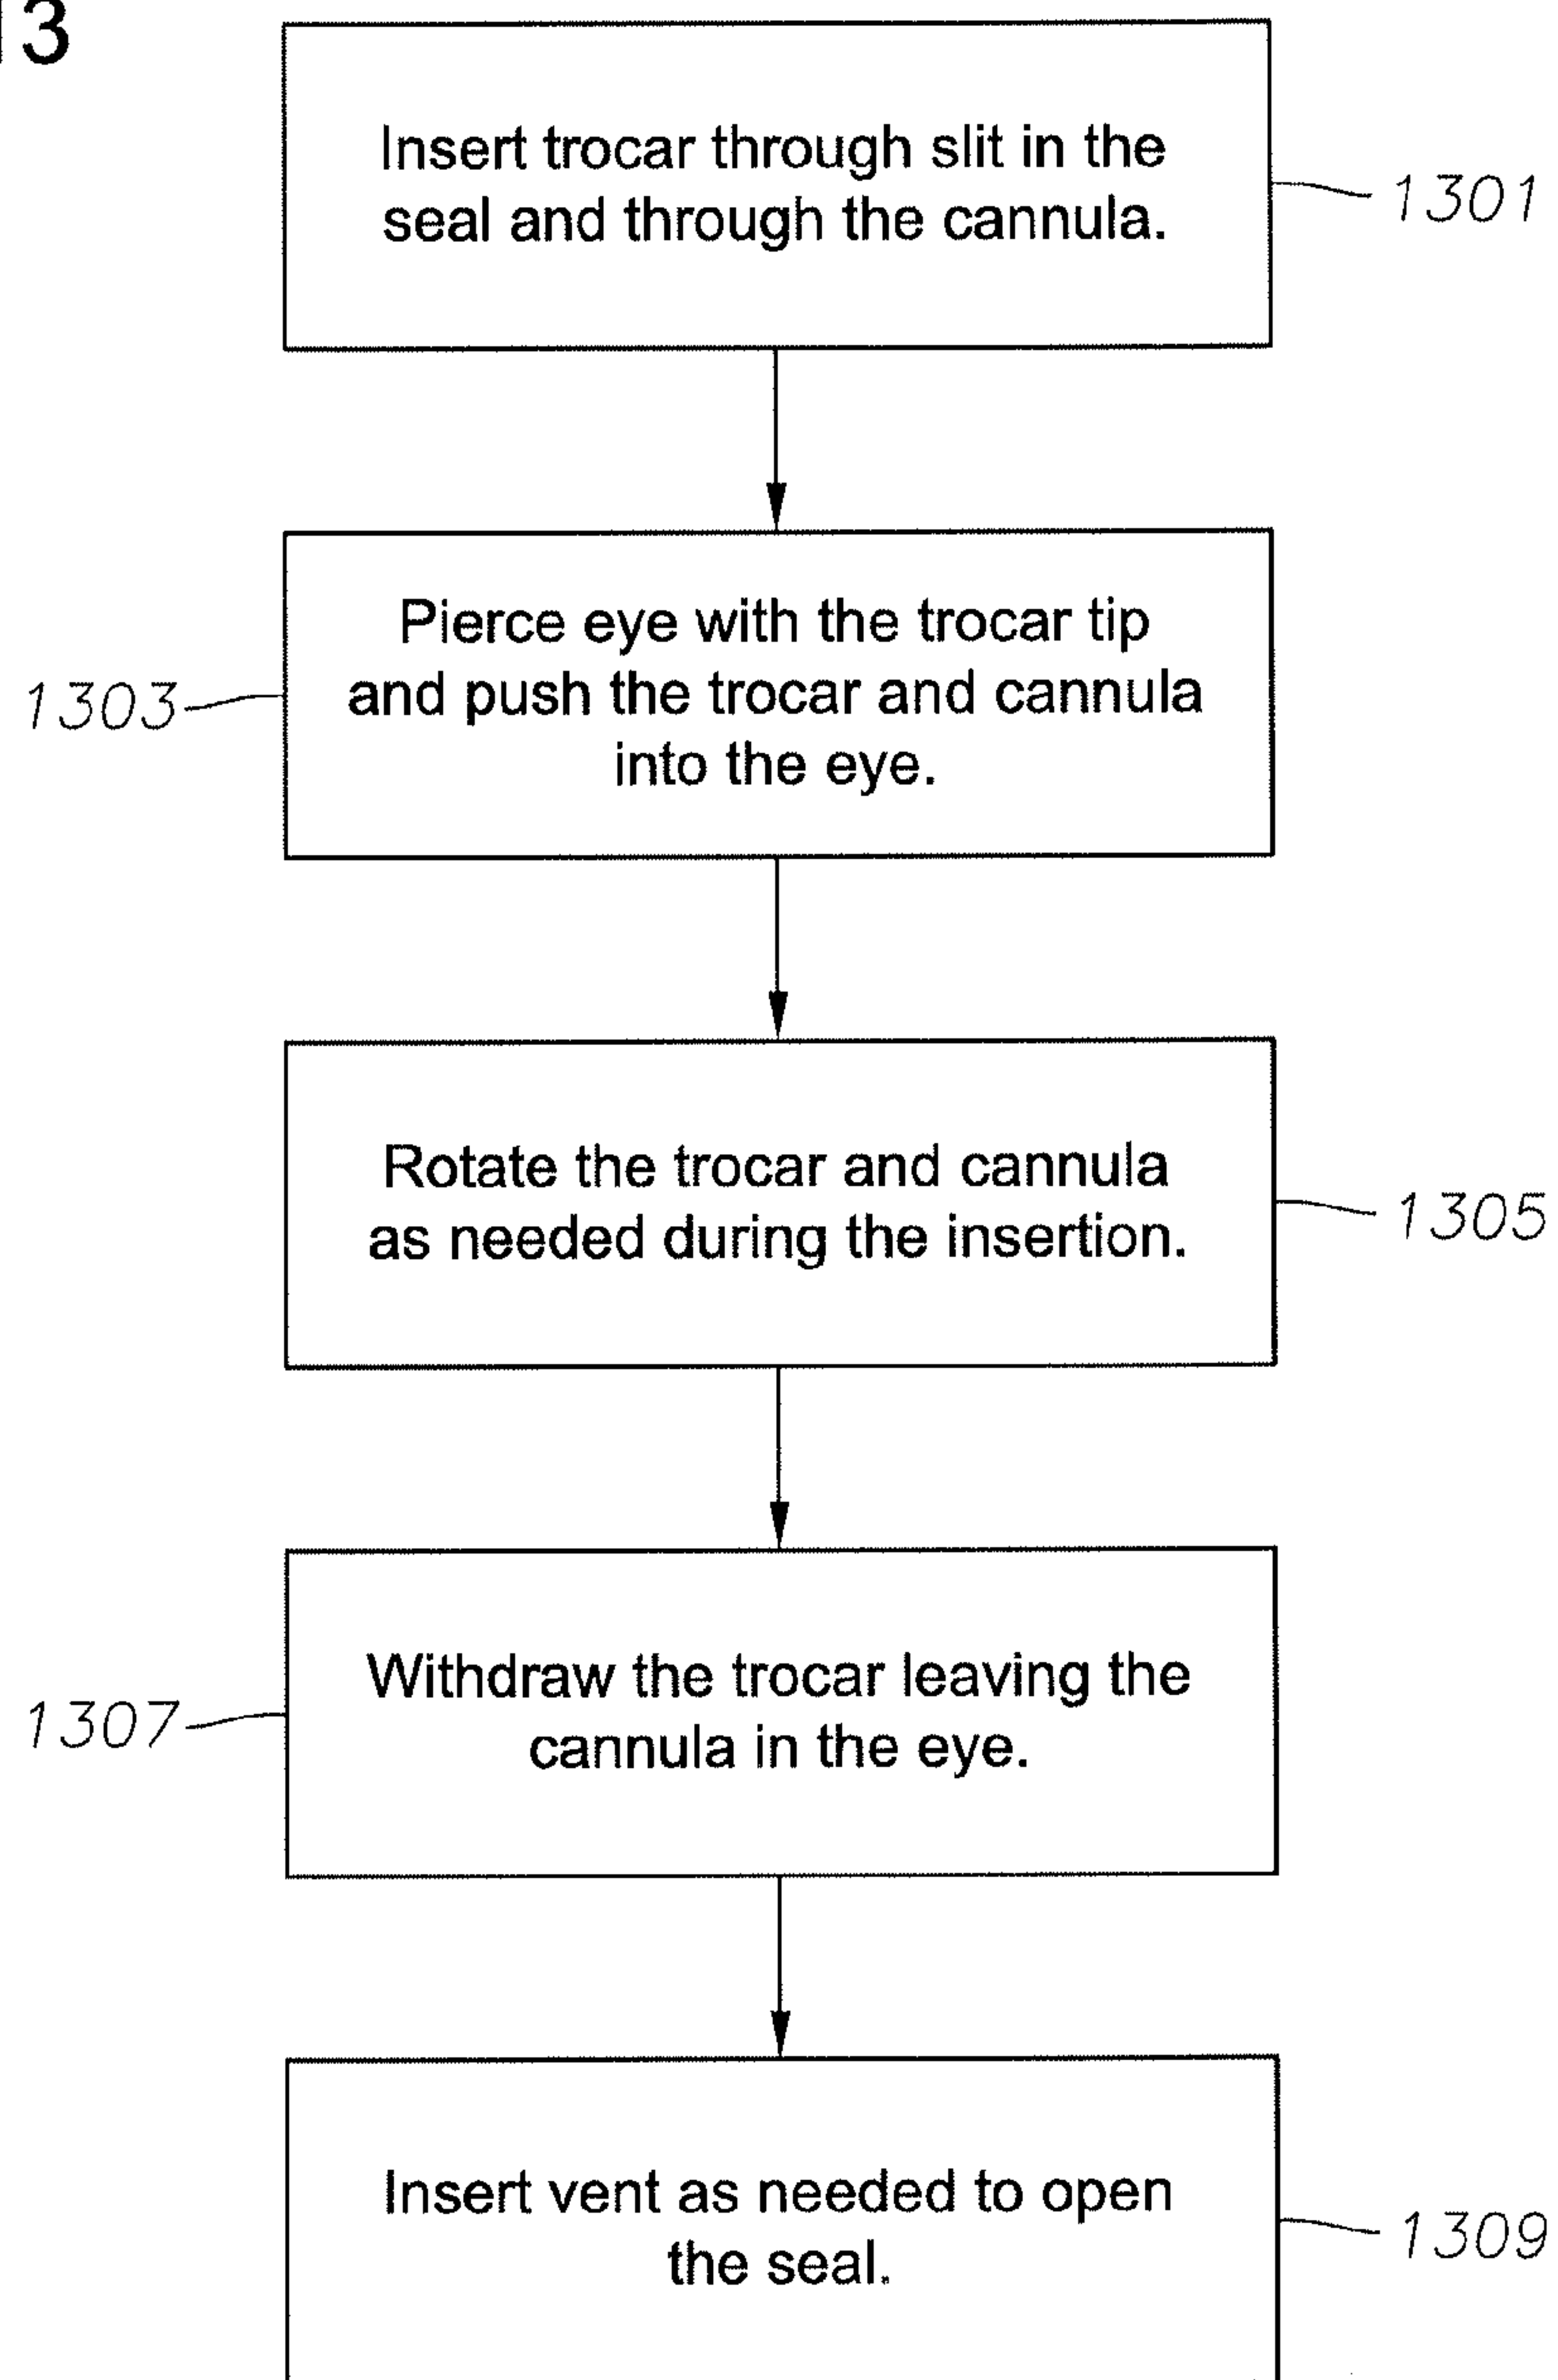 13
Insert trocar through slit in the
seal and through the cannula.
1301
Pierce eye with the trocar tip
and push the trocar and cannula
into the eye.
1303
Rotate the trocar and cannula
as needed during the insertion.
1305
Withdraw the trocar leaving the
cannula in the eye.
1307
Insert vent as needed to open
the seal.
1309